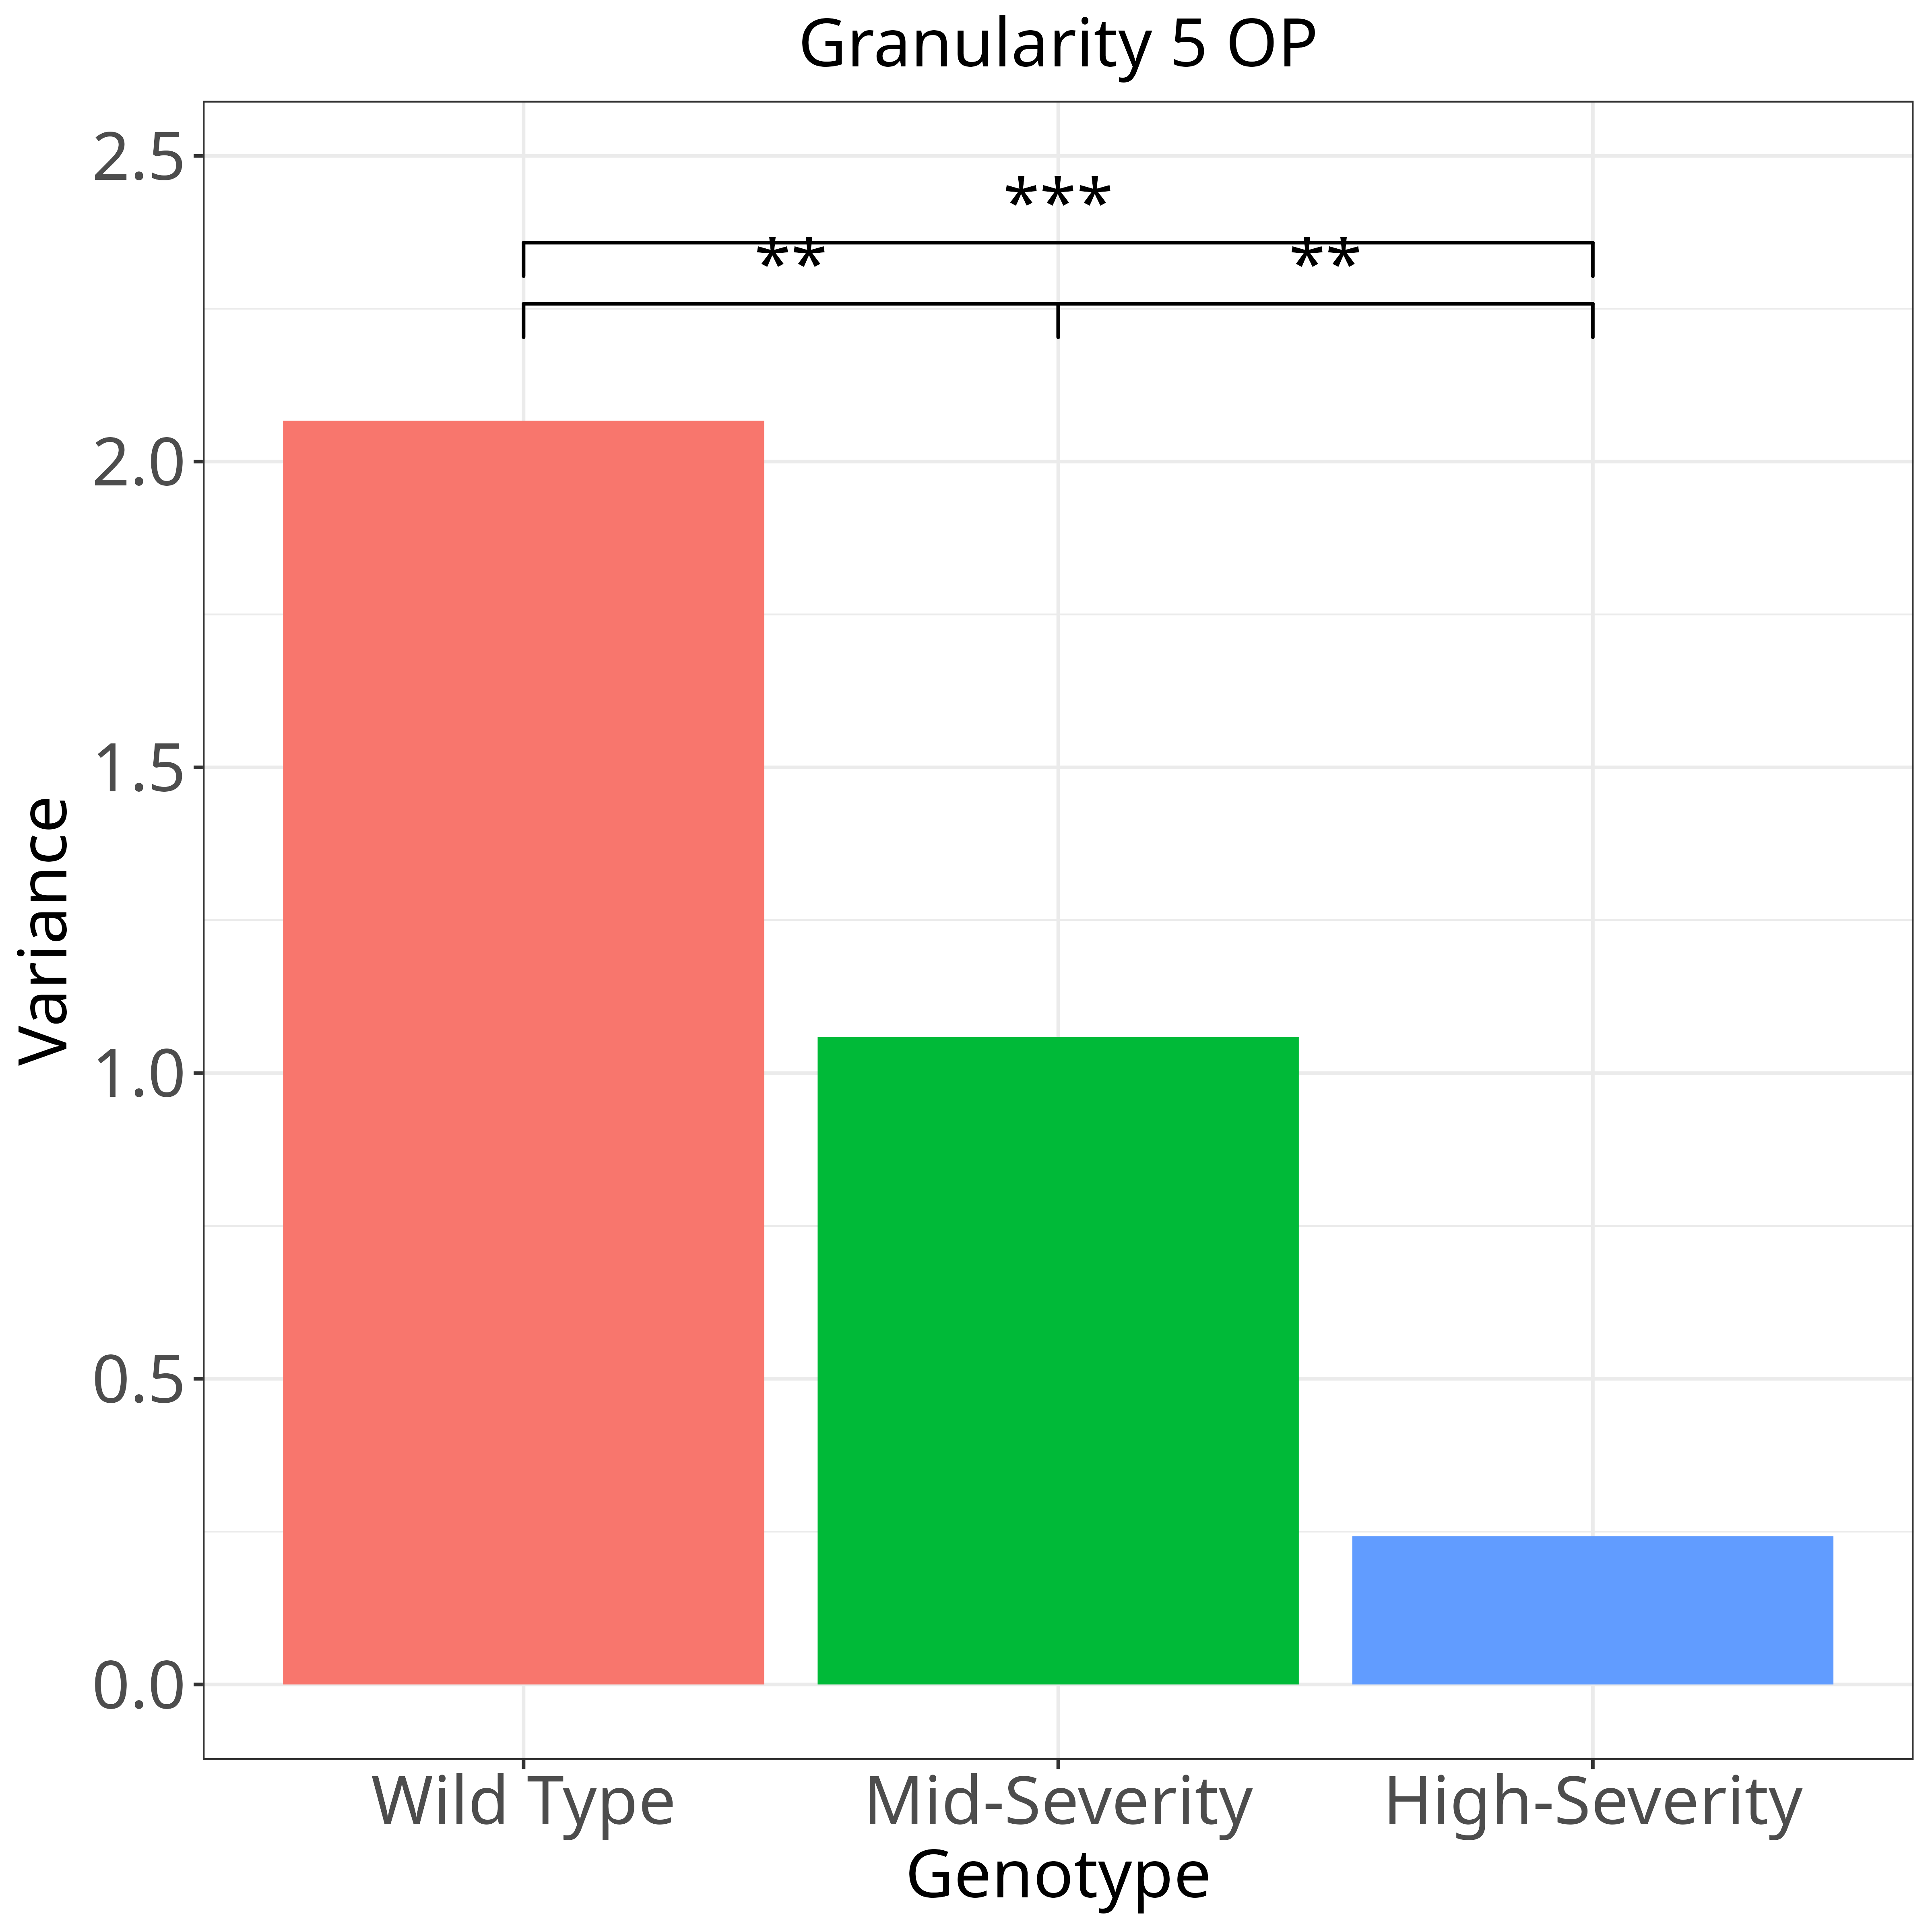 Granularity 5 OP
2.5
***
** **
2.0
1.5
Variance
1.0
0.5
0.0
Wild Type Mid-Severity High-Severity
Genotype